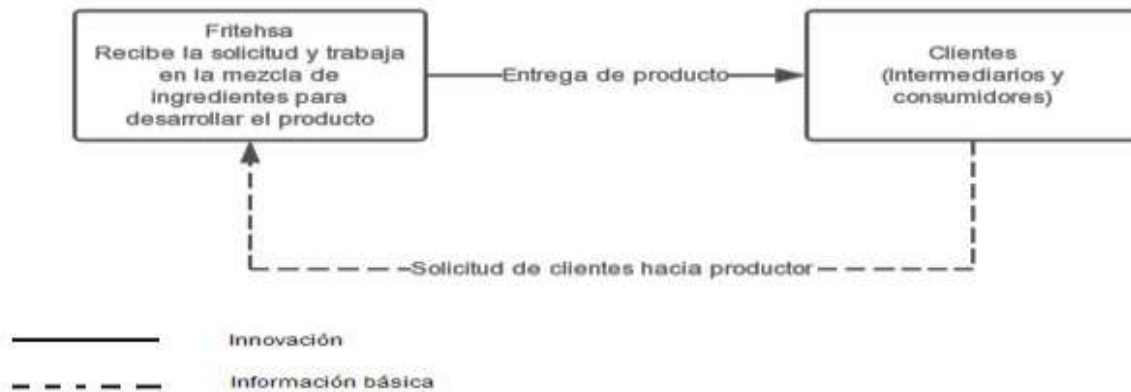 Fritehsa
Recibe la solicitud y trabaja
en la mezcla de
ingredientes para
desarrollar el producto
Entrega de producto
Clientes
(Intermediarios y
consumidores)
Solicitud de clientes hacia productor
Innovación
Información básica